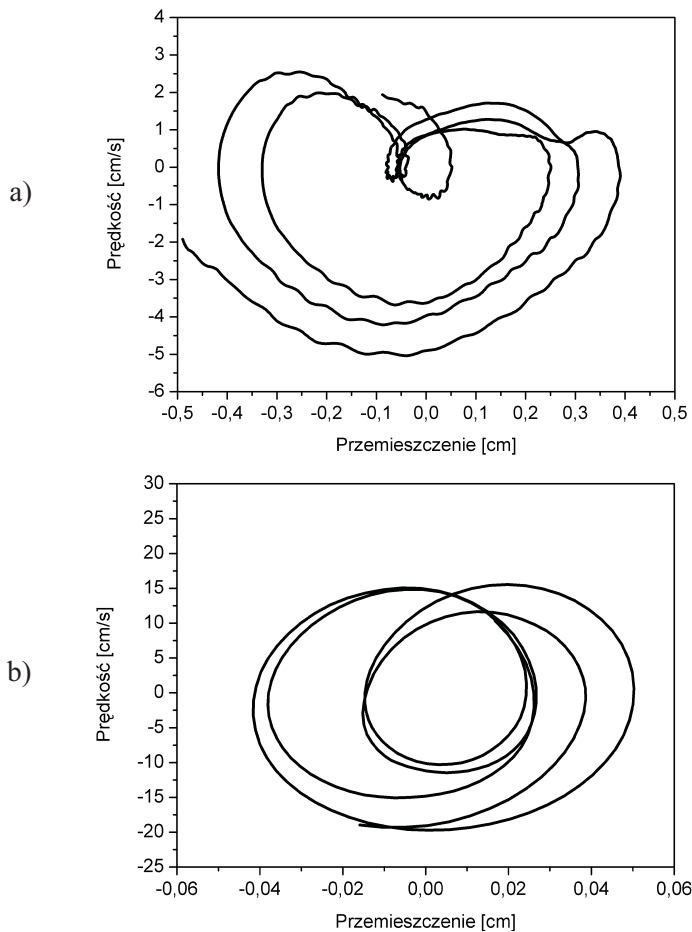 a)
Prędkość [cm/s]
4
3
2
1
0
-1
-2
-3
-4
-5
-6
-0,5 -0,4 -0,3 -0,2 -0,1 0,0 0,1 0,2 0,3 0,4 0,5
Przemieszczenie [cm]
b)
Prędkość [cm/s]
30
25
20
15
10
5
0
-5
-10
-15
-20
-25
-0,06 -0,04 -0,02 0,00 0,02 0,04 0,06
Przemieszczenie [cm]